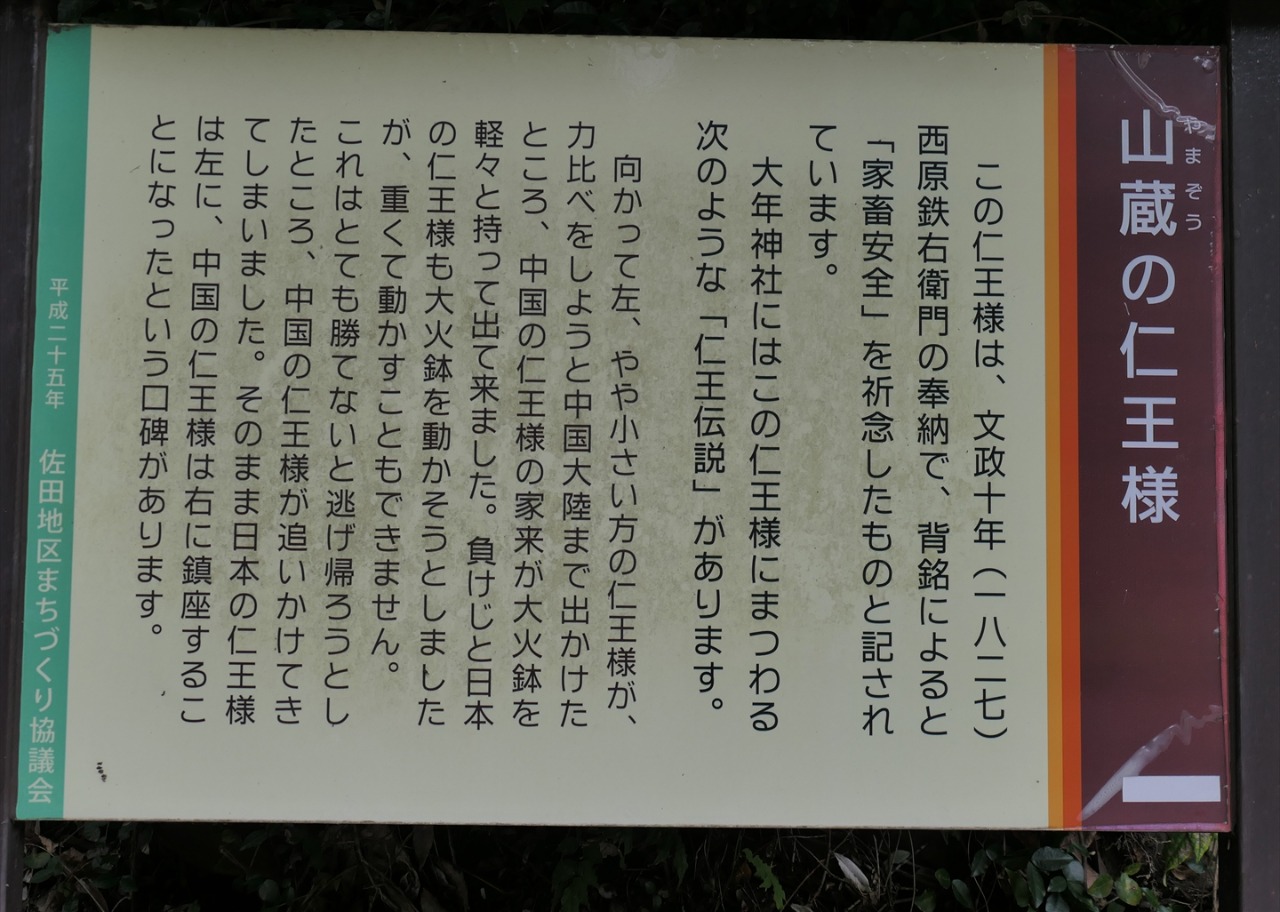 山蔵の仁王様
やまぞう
この仁王様は、文政十年（一八二七）
西原鉄右衛門の奉納で、背銘によると
「家畜安全」を祈念したものと記され
ています。
大年神社にはこの仁王様にまつわる
次のような「仁王伝説」があります。
向かって左、やや小さい方の仁王様が、
力比べをしようと中国大陸まで出かけた
ところ、中国の仁王様の家来が大火鉢を
軽々と持って出て来ました。負けじと日本
の仁王様も大火鉢を動かそうとしました
が、重くて動かすこともできません。
これはとても勝てないと逃げ帰ろうとし
たところ、中国の仁王様が追いかけてき
てしまいました。そのまま日本の仁王様
は左に、中国の仁王様は右に鎮座するこ
とになったという口碑があります。
平成二十五年　佐田地区まちづくり協議会